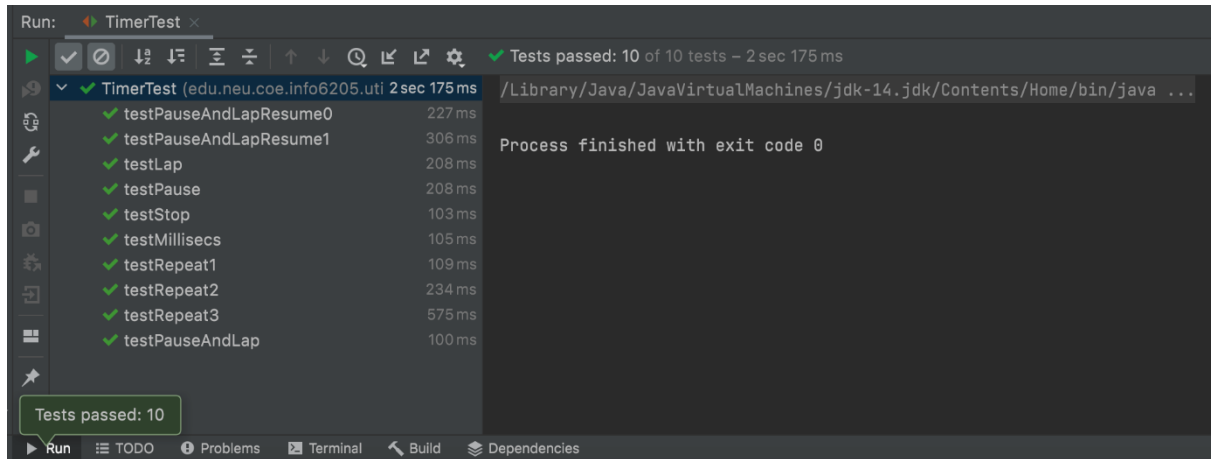 Run: TimerTest ×
Tests passed: 10 of 10 tests – 2 sec 175 ms
TimerTest (edu.neu.coe.info6205.uti 2 sec 175 ms
testPauseAndLapResume0 227 ms
testPauseAndLapResume1 306 ms
testLap 208 ms
testPause 208 ms
testStop 103 ms
testMillisecs 105 ms
testRepeat1 109 ms
testRepeat2 234 ms
testRepeat3 575 ms
testPauseAndLap 100 ms
/Library/Java/JavaVirtualMachines/jdk-14.jdk/Contents/Home/bin/java ...
Process finished with exit code 0
Tests passed: 10
Run TODO Problems Terminal Build Dependencies